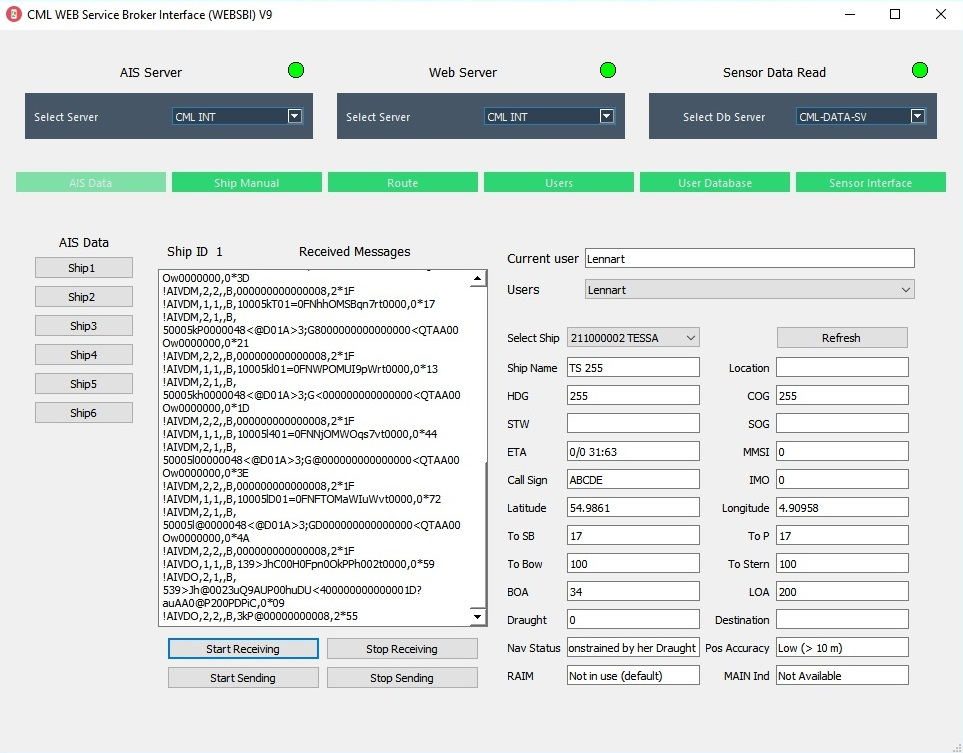 CML WEB Service Broker Interface (WEBSBI) V9
AIS Server
Web Server
Sensor Data Read
Select Server CML INT
Select Server CML INT
Select Db Server CML-DATA-SV
AIS Data Ship Manual Route Users User Database Sensor Interface
AIS Data
Ship1
Ship2
Ship3
Ship4
Ship5
Ship6
Ship ID 1 Received Messages
Ow0000000,0*3D
!AIVDM,2,2,,B,000000000000008,2*1F
!AIVDM,1,1,,B,10005kT01=0FNhhOMSBqn7rt0000,0*17
!AIVDM,2,1,,B,
50005kP0000048<@D01A>3;G8000000000000000<QTAA00
Ow0000000,0*21
!AIVDM,2,2,,B,000000000000008,2*1F
!AIVDM,1,1,,B,10005kl01=0FNWPOMUI9pWrt0000,0*13
!AIVDM,2,1,,B,
50005kh0000048<@D01A>3;G<000000000000000<QTAA00
Ow0000000,0*1D
!AIVDM,2,2,,B,000000000000008,2*1F
!AIVDM,1,1,,B,10005l401=0FNNjOMWOqs7vt0000,0*44
!AIVDM,2,1,,B,
50005l00000048<@D01A>3;G@000000000000000<QTAA00
Ow0000000,0*3E
!AIVDM,2,2,,B,000000000000008,2*1F
!AIVDM,1,1,,B,10005lD01=0FNFTOMaWIuWvt0000,0*72
!AIVDM,2,1,,B,
50005l@0000048<@D01A>3;GD000000000000000<QTAA00
Ow0000000,0*4A
!AIVDM,2,2,,B,000000000000008,2*1F
!AIVDO,1,1,,B,139>JhC00H0Fpn0OkPPh002t0000,0*59
!AIVDO,2,1,,B,
539>Jh@0023uQ9AUP00huDU<400000000000001D?
auAA0@P200PDPiC,0*09
!AIVDO,2,2,,B,3kP@00000000008,2*55
Start Receiving Stop Receiving
Start Sending Stop Sending
Current user Lennart
Users Lennart
Select Ship 211000002 TESSA Refresh
Ship Name TS 255 Location
HDG 255 COG 255
STW SOG
ETA 0/0 31:63 MMSI 0
Call Sign ABCDE IMO 0
Latitude 54.9861 Longitude 4.90958
To SB 17 To P 17
To Bow 100 To Stern 100
BOA 34 LOA 200
Draught 0 Destination
Nav Status onstrained by her Draught Pos Accuracy Low (> 10 m)
RAIM Not in use (default) MAIN Ind Not Available